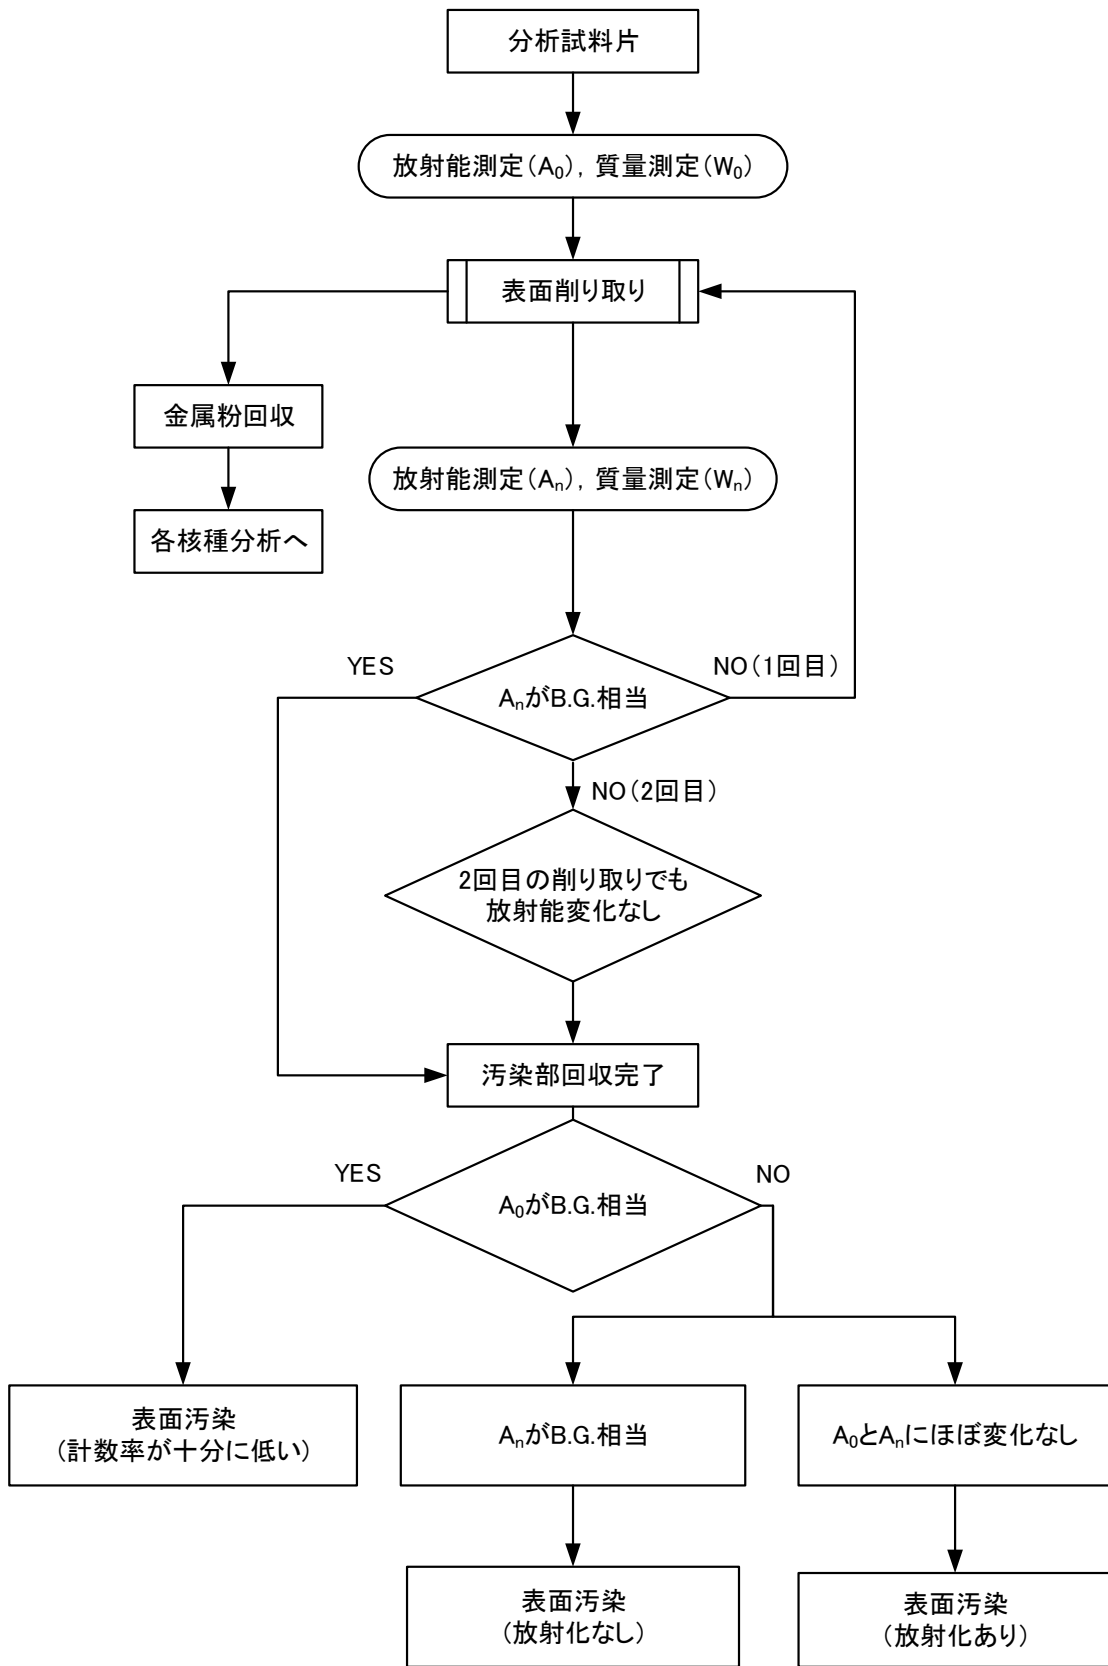 分析試料片
放射能測定(A₀), 質量測定(W₀)
表面削り取り
金属粉回収
放射能測定(Aₙ), 質量測定(Wₙ)
各核種分析へ
YES
NO(1回目)
AₙがB.G.相当
NO(2回目)
2回目の削り取りでも
放射能変化なし
汚染部回収完了
YES
NO
A₀がB.G.相当
表面汚染
(計数率が十分に低い)
AₙがB.G.相当
A₀とAₙにほぼ変化なし
表面汚染
(放射化なし)
表面汚染
(放射化あり)